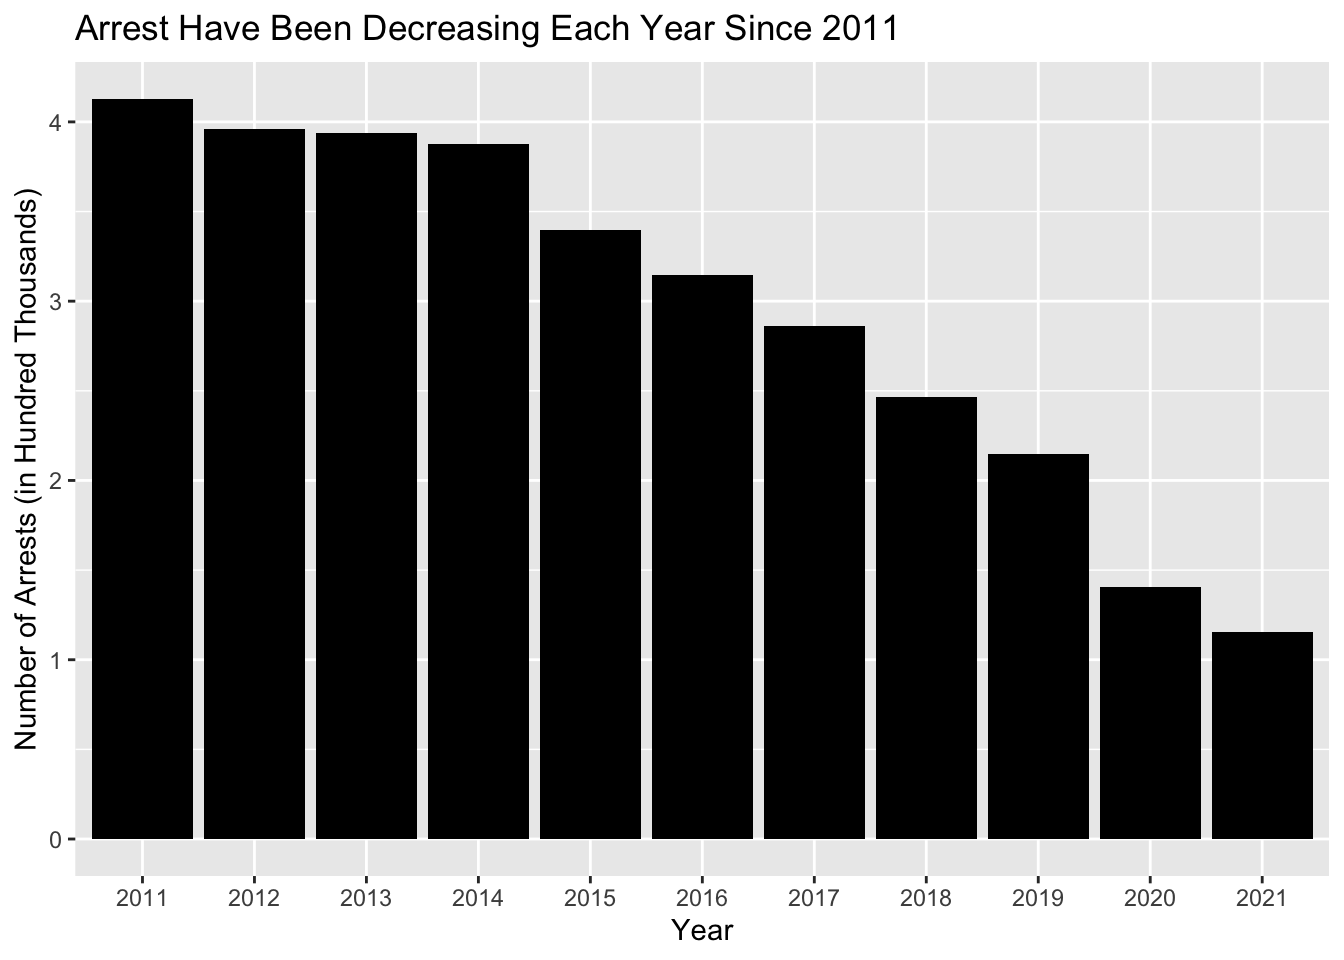 Arrest Have Been Decreasing Each Year Since 2011
Number of Arrests (in Hundred Thousands)
4
3
2
1
0
2011 2012 2013 2014 2015 2016 2017 2018 2019 2020 2021
Year